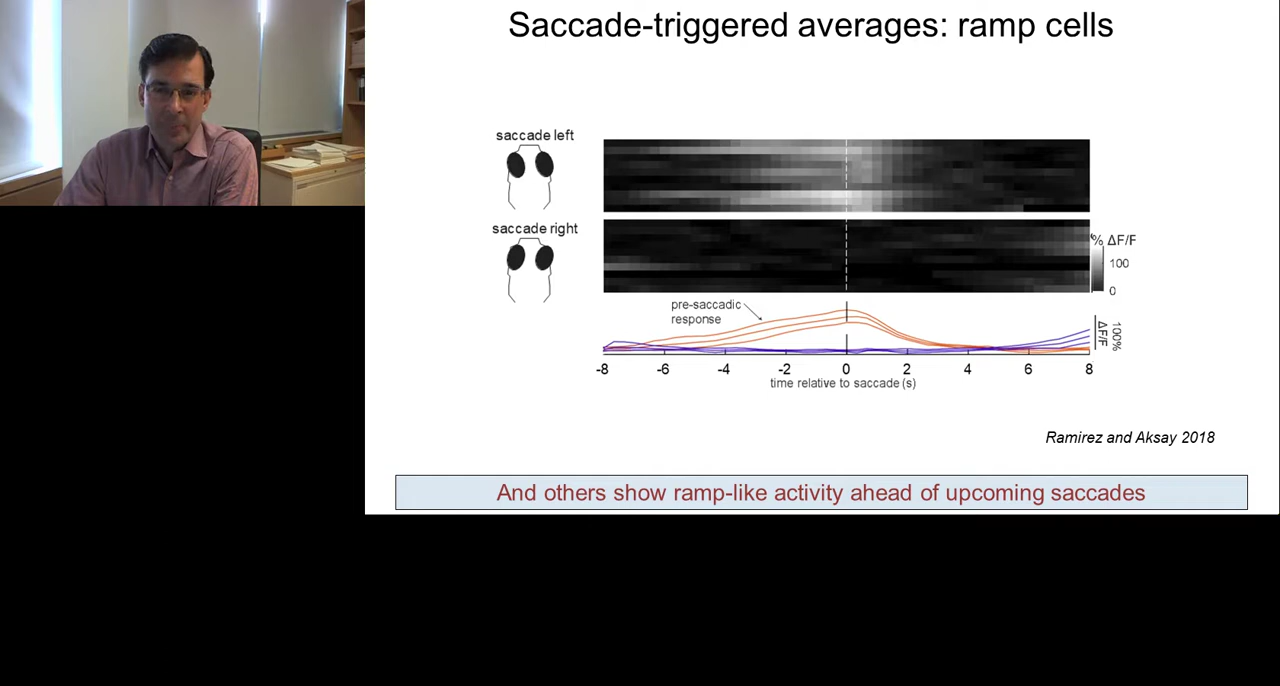 Saccade-triggered averages: ramp cells
saccade left
saccade right
% ΔF/F
100
0
pre-saccadic
response
100%
ΔF/F
-8 -6 -4 -2 0 2 4 6 8
time relative to saccade (s)
Ramirez and Aksay 2018
And others show ramp-like activity ahead of upcoming saccades